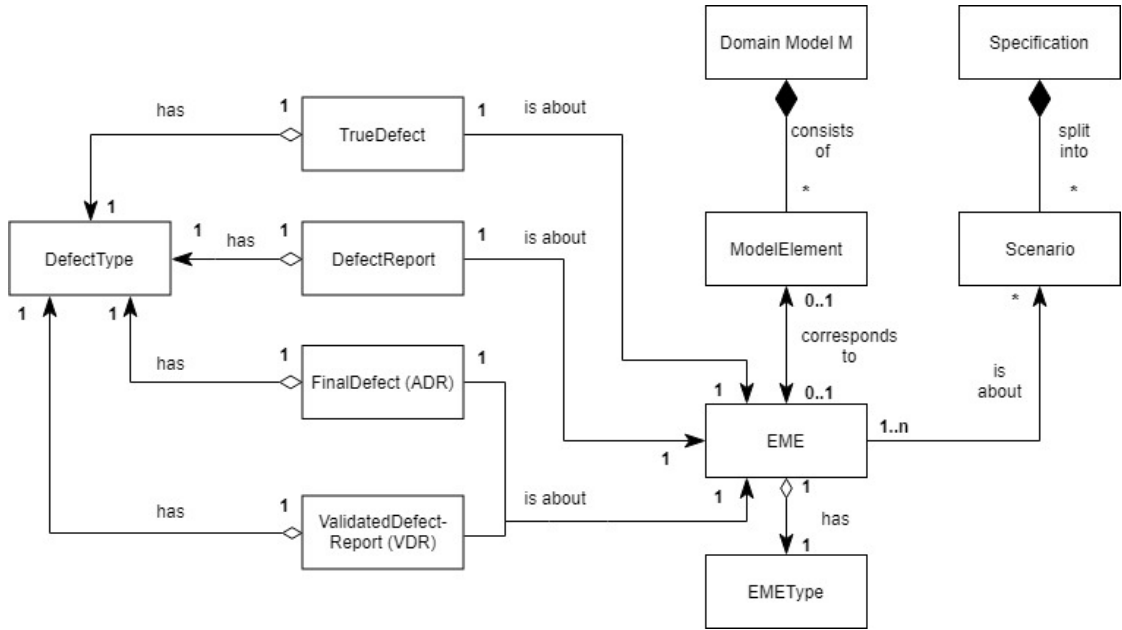 Domain Model M
Specification
has
1
TrueDefect
1
is about
consists
of
split
into
*
*
1
DefectType
1
has
1
DefectReport
1
is about
ModelElement
Scenario
0..1
*
1
1
has
1
FinalDefect (ADR)
1
corresponds
to
is
about
1
0..1
EME
1..n
1
1
has
1
ValidatedDefect-
Report (VDR)
is about
1
has
1
EMEType